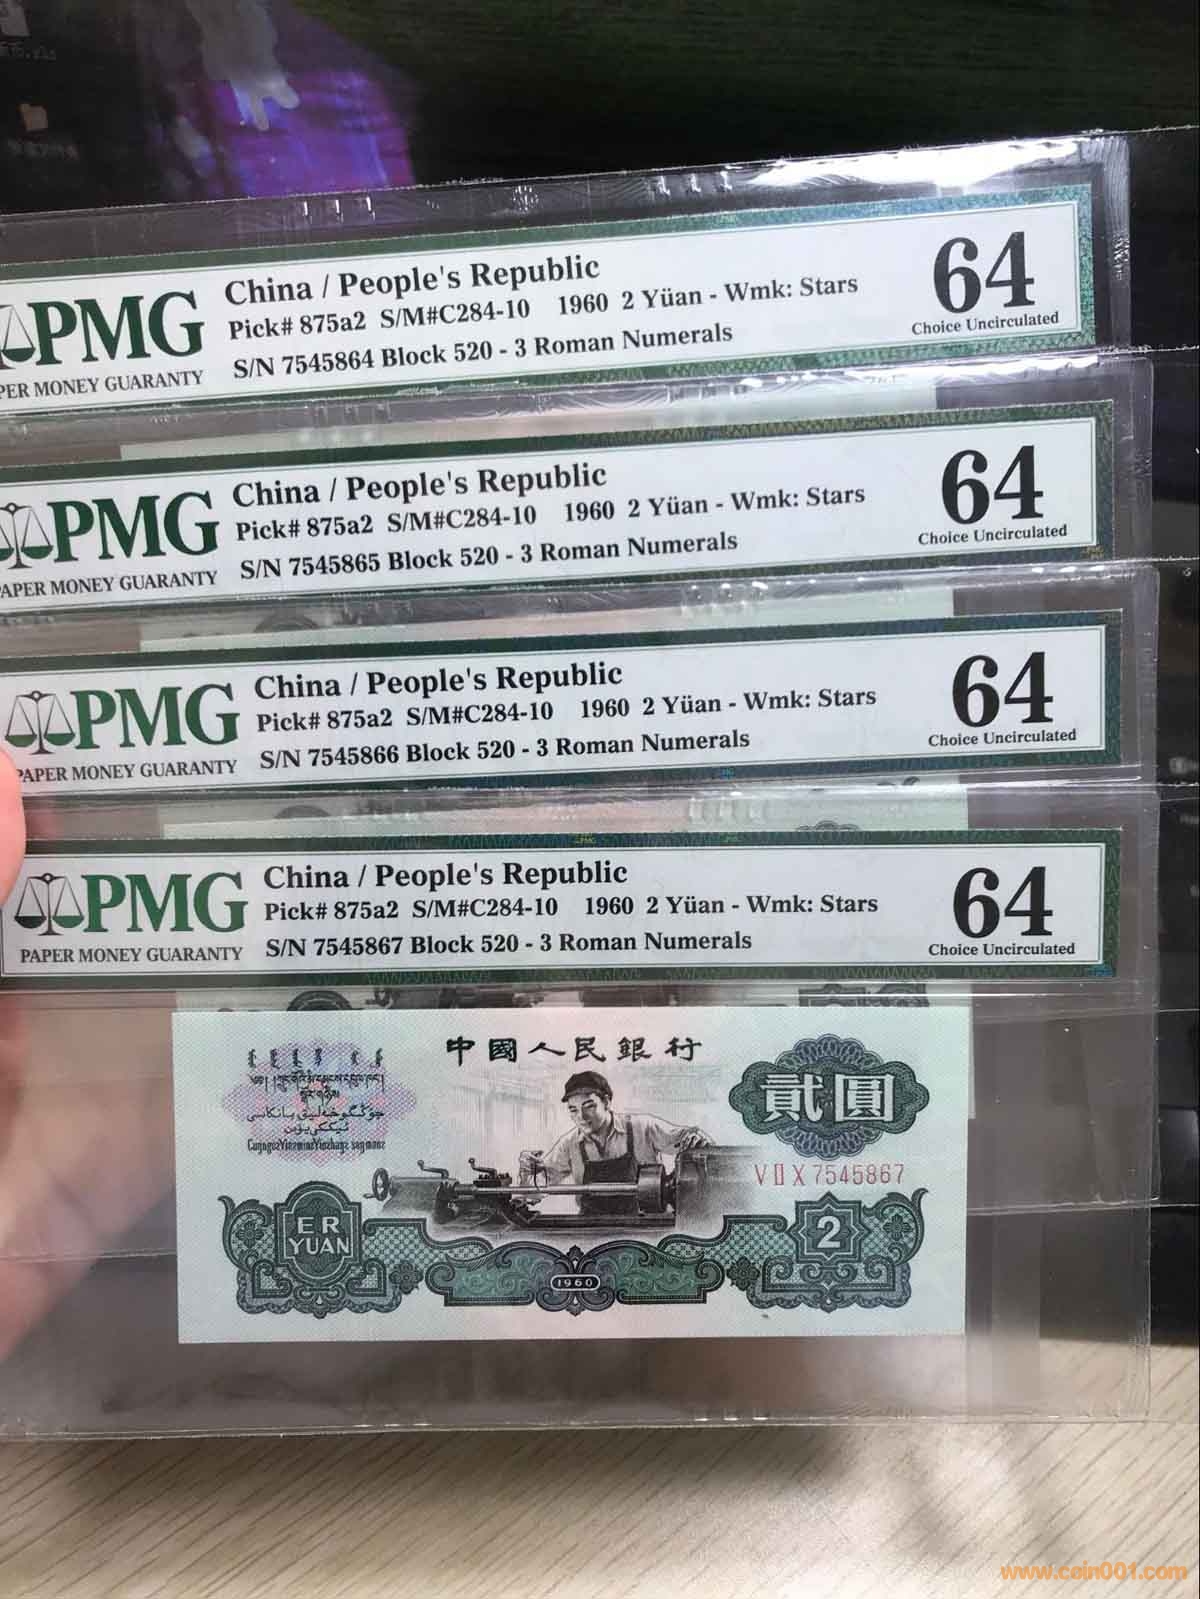 China / People's Republic
Pick# 875a2 S/M#C284-10 1960 2 Yüan - Wmk: Stars
S/N 7545864 Block 520 - 3 Roman Numerals
PMG
PER MONEY GUARANTY
64
Choice Uncirculated
China / People's Republic
Pick# 875a2 S/M#C284-10 1960 2 Yüan - Wmk: Stars
S/N 7545865 Block 520 - 3 Roman Numerals
PMG
PAPER MONEY GUARANTY
64
Choice Uncirculated
China / People's Republic
Pick# 875a2 S/M#C284-10 1960 2 Yüan - Wmk: Stars
S/N 7545866 Block 520 - 3 Roman Numerals
PMG
PAPER MONEY GUARANTY
64
Choice Uncirculated
China / People's Republic
Pick# 875a2 S/M#C284-10 1960 2 Yüan - Wmk: Stars
S/N 7545867 Block 520 - 3 Roman Numerals
PMG
PAPER MONEY GUARANTY
64
Choice Uncirculated
中國人民銀行
貳圓
V II X 7545867
ER
YUAN
2
1960
www.coin001.com